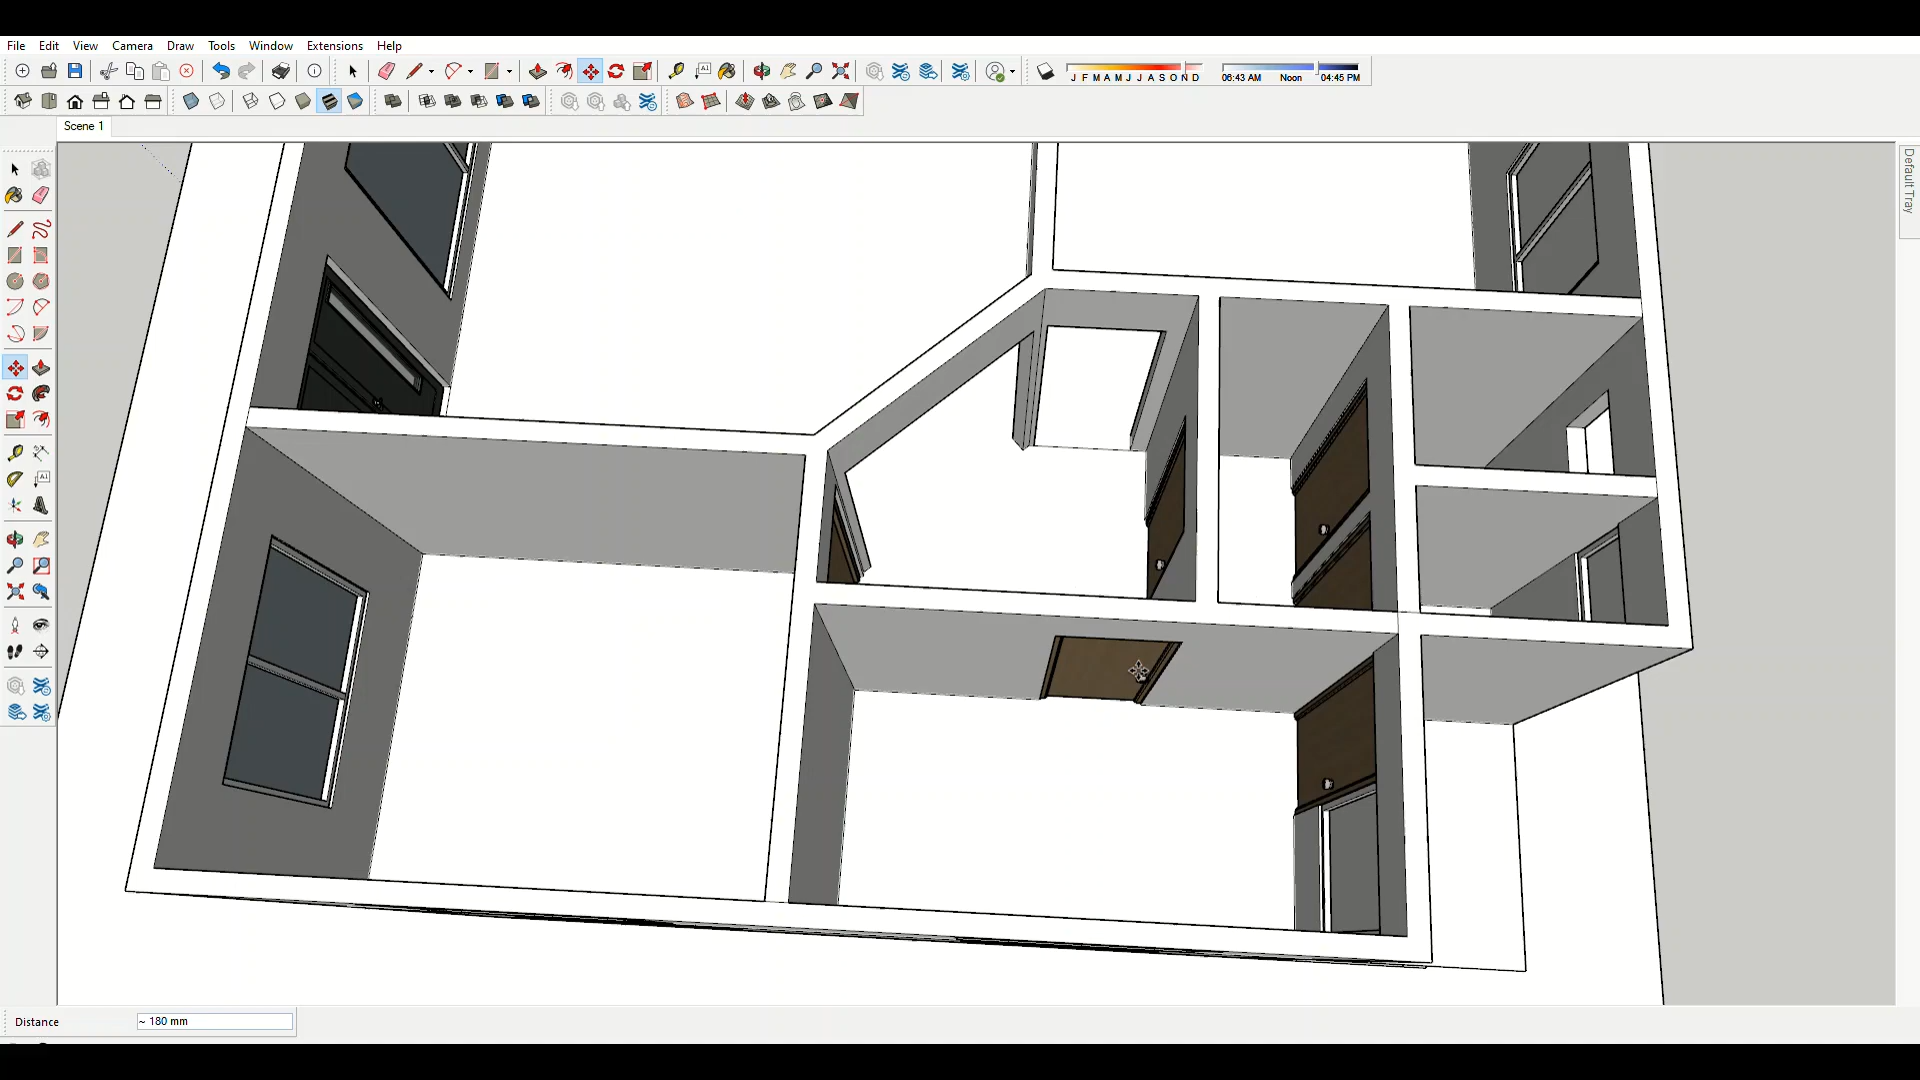 File Edit View Camera Draw Tools Window Extensions Help
J F M A M J J A S O N D 06:43 AM Noon 04:45 PM
Scene 1
Default Tray
Distance ~ 180 mm